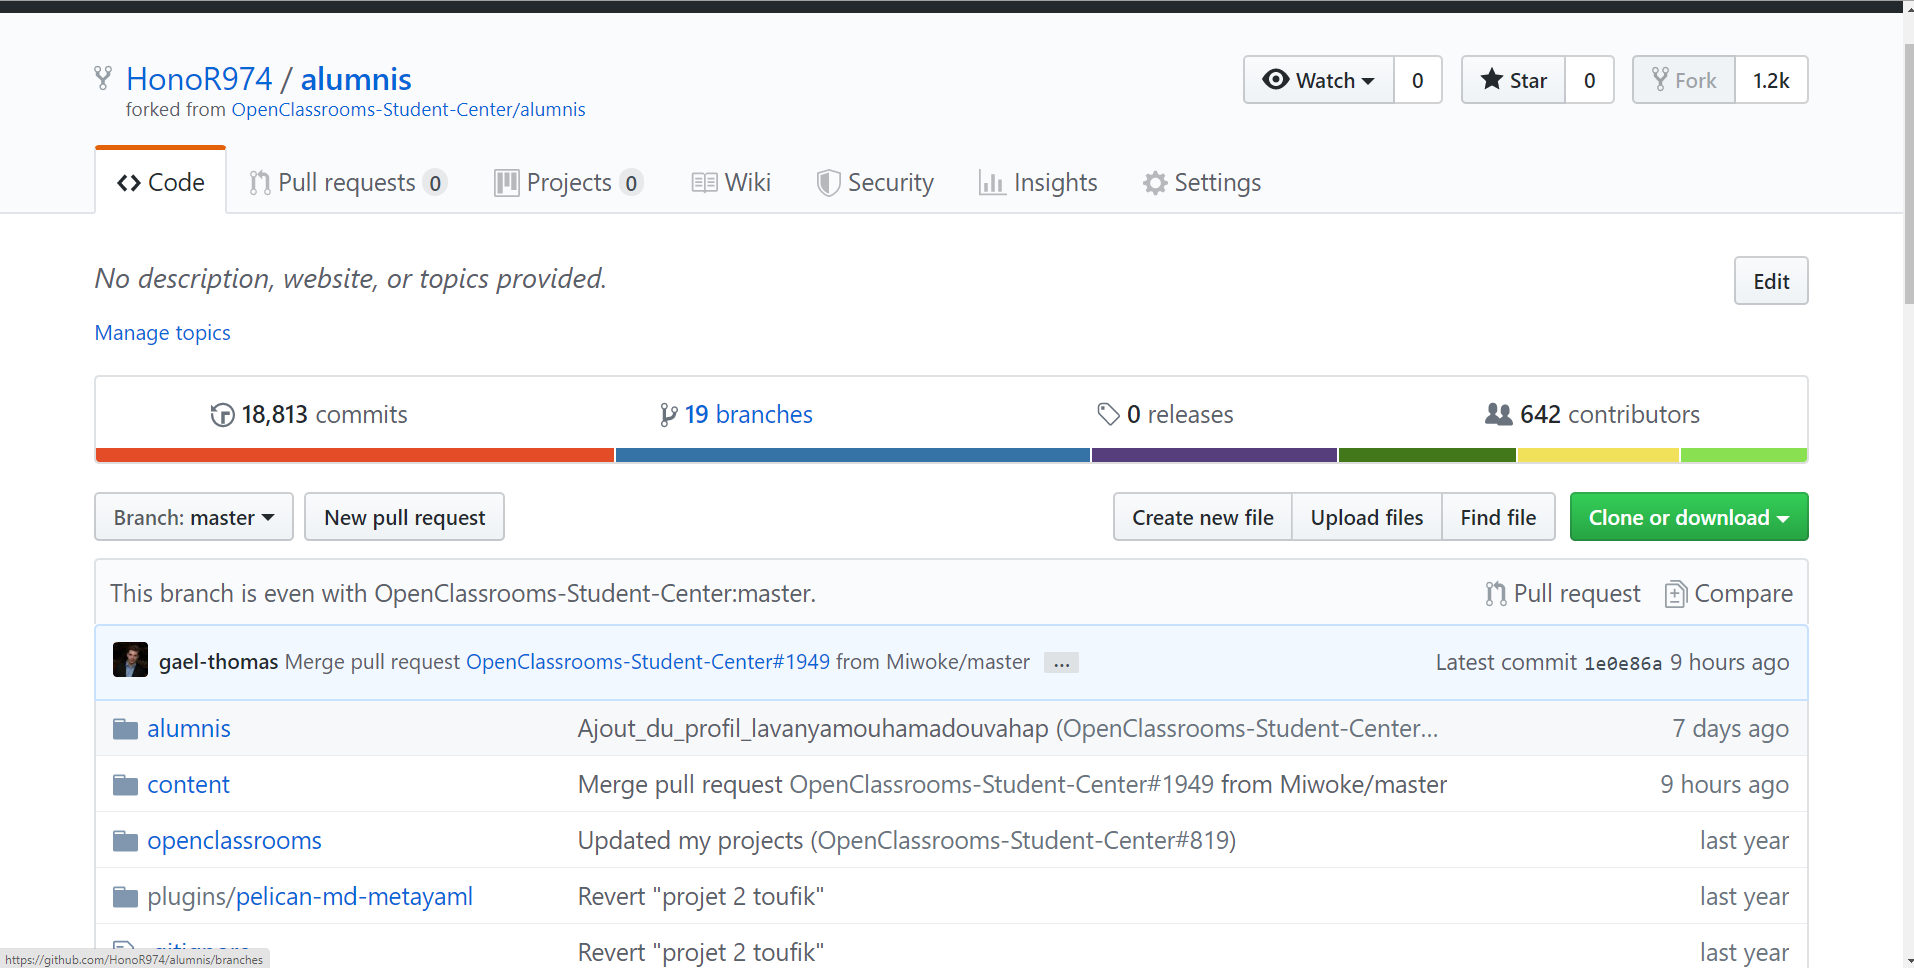 HonoR974 / alumnis
Watch 0 Star 0 Fork 1.2k
forked from OpenClassrooms-Student-Center/alumnis
Code Pull requests 0 Projects 0 Wiki Security Insights Settings
No description, website, or topics provided.
Edit
Manage topics
18,813 commits 19 branches 0 releases 642 contributors
Branch: master New pull request Create new file Upload files Find file Clone or download
This branch is even with OpenClassrooms-Student-Center:master. Pull request Compare
gael-thomas Merge pull request OpenClassrooms-Student-Center#1949 from Miwoke/master ... Latest commit 1e0e86a 9 hours ago
alumnis Ajout_du_profil_lavanyamouhamadouvahap (OpenClassrooms-Student-Center... 7 days ago
content Merge pull request OpenClassrooms-Student-Center#1949 from Miwoke/master 9 hours ago
openclassrooms Updated my projects (OpenClassrooms-Student-Center#819) last year
plugins/pelican-md-metayaml Revert "projet 2 toufik" last year
.gitignore Revert "projet 2 toufik" last year
https://github.com/HonoR974/alumnis/branches